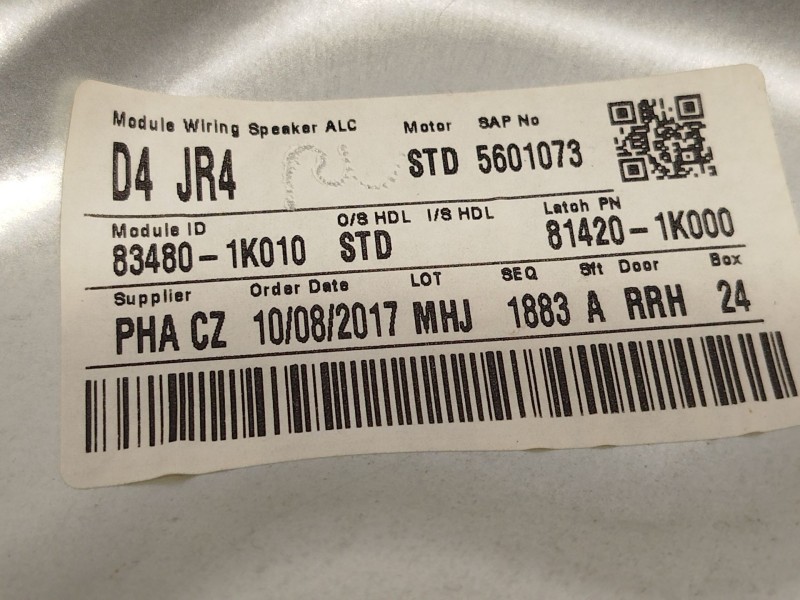 Module Wiring Speaker ALC Motor SAP No
D4 JR4 STD 5601073
Module ID O/S HDL I/S HDL Latch PN
83480-1K010 STD 81420-1K000
Supplier Order Date LOT SEQ Sft Door Box
PHA CZ 10/08/2017 MHJ 1883 A RRH 24